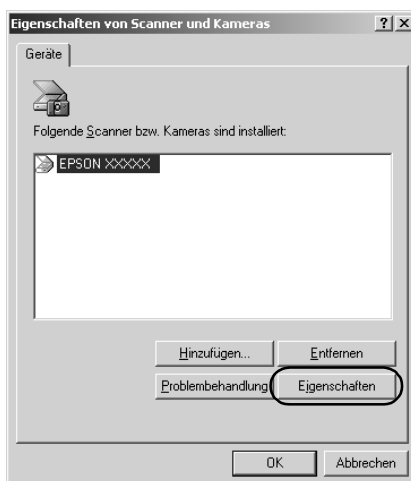 Eigenschaften von Scanner und Kameras
Geräte
Folgende Scanner bzw. Kameras sind installiert:
EPSON XXXXX
Hinzufügen... Entfernen
Problembehandlung Eigenschaften
OK Abbrechen